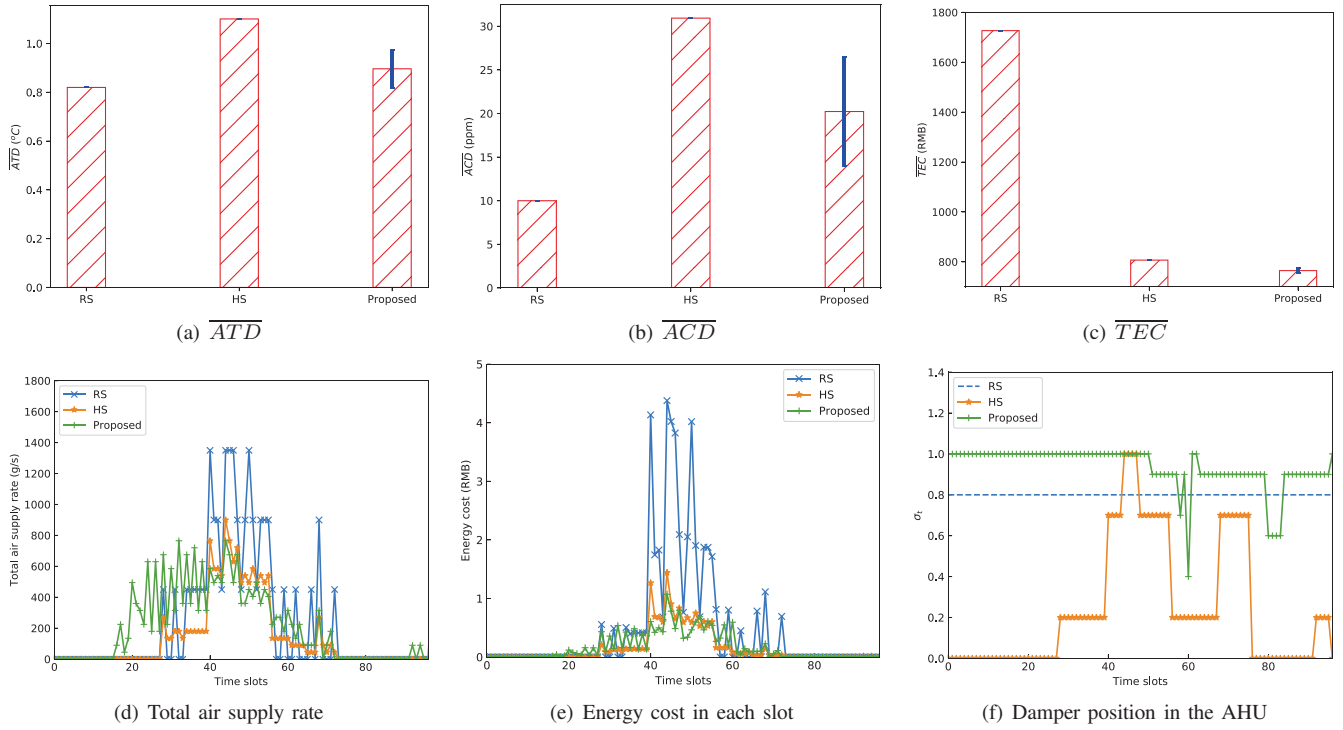 1.0
0.8
0.6
0.4
0.2
0.0
ATD (°C)
RS HS Proposed
(a) ATD
30
25
20
15
10
5
0
ACD (ppm)
RS HS Proposed
(b) ACD
1800
1600
1400
1200
1000
800
TEC (RMB)
RS HS Proposed
(c) TEC
1800
1600
1400
1200
1000
800
600
400
200
0
Total air supply rate (g/s)
RS
HS
Proposed
0 20 40 60 80
Time slots
(d) Total air supply rate
5
4
3
2
1
0
Energy cost (RMB)
RS
HS
Proposed
0 20 40 60 80
Time slots
(e) Energy cost in each slot
1.4
1.2
1.0
0.8
0.6
0.4
0.2
0.0
σt
RS
HS
Proposed
0 20 40 60 80
Time slots
(f) Damper position in the AHU